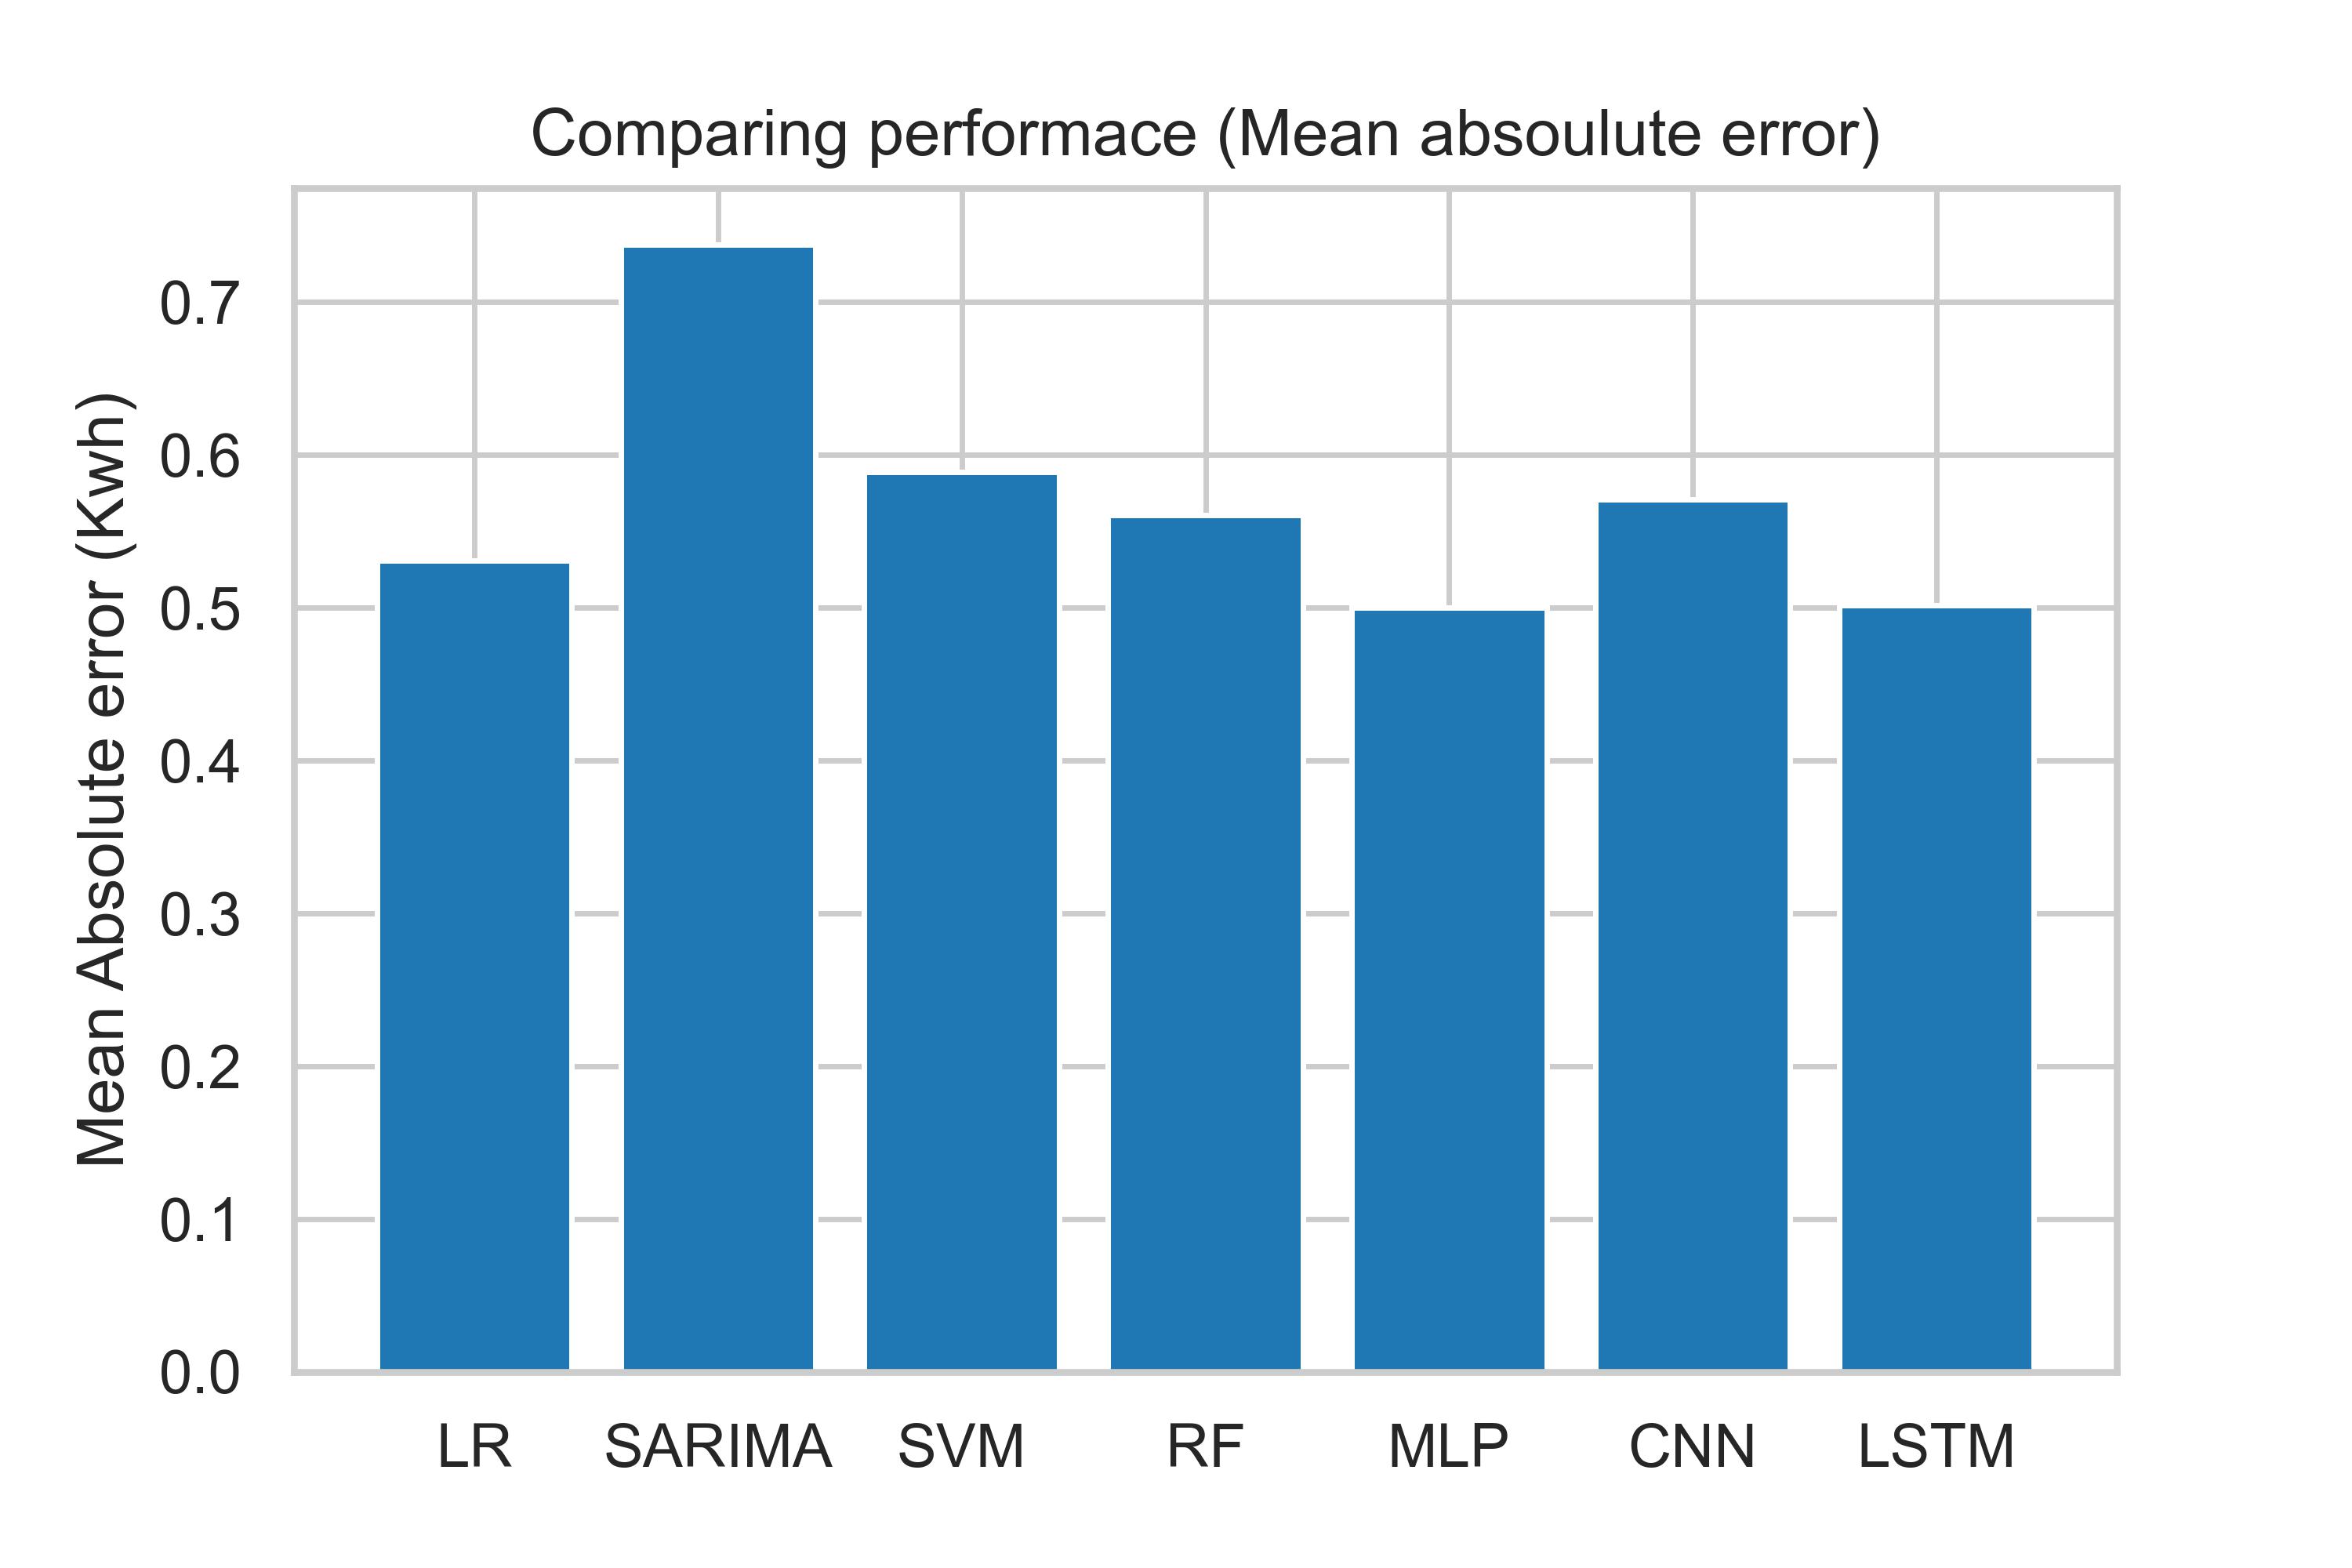 Comparing performace (Mean absoulute error)
Mean Absolute error (Kwh)
0.7
0.6
0.5
0.4
0.3
0.2
0.1
0.0
LR SARIMA SVM RF MLP CNN LSTM